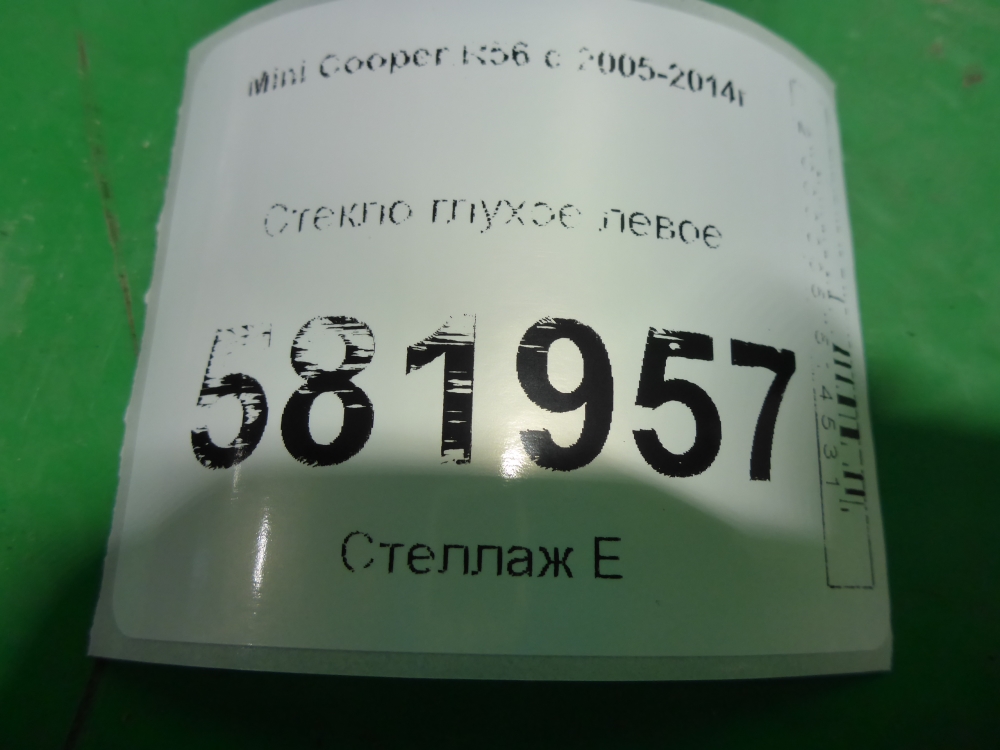 Mini Cooper R56 с 2005-2014г
Стекло глухое левое
581957
Стеллаж Е